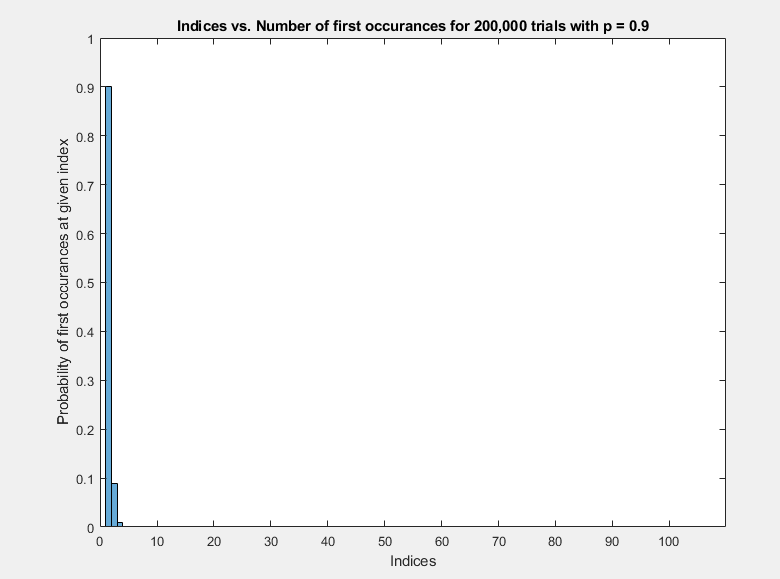 Indices vs. Number of first occurances for 200,000 trials with p = 0.9
Probability of first occurances at given index
1
0.9
0.8
0.7
0.6
0.5
0.4
0.3
0.2
0.1
0
0 10 20 30 40 50 60 70 80 90 100
Indices